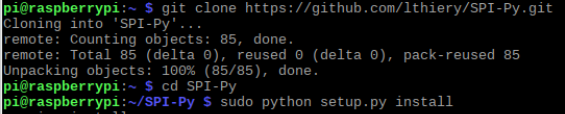 pi@raspberrypi:~ $ git clone https://github.com/lthiery/SPI-Py.git
Cloning into 'SPI-Py'...
remote: Counting objects: 85, done.
remote: Total 85 (delta 0), reused 0 (delta 0), pack-reused 85
Unpacking objects: 100% (85/85), done.
pi@raspberrypi:~ $ cd SPI-Py
pi@raspberrypi:~/SPI-Py $ sudo python setup.py install